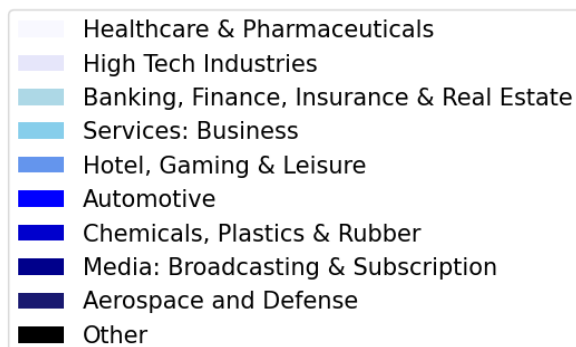 Healthcare & Pharmaceuticals
High Tech Industries
Banking, Finance, Insurance & Real Estate
Services: Business
Hotel, Gaming & Leisure
Automotive
Chemicals, Plastics & Rubber
Media: Broadcasting & Subscription
Aerospace and Defense
Other